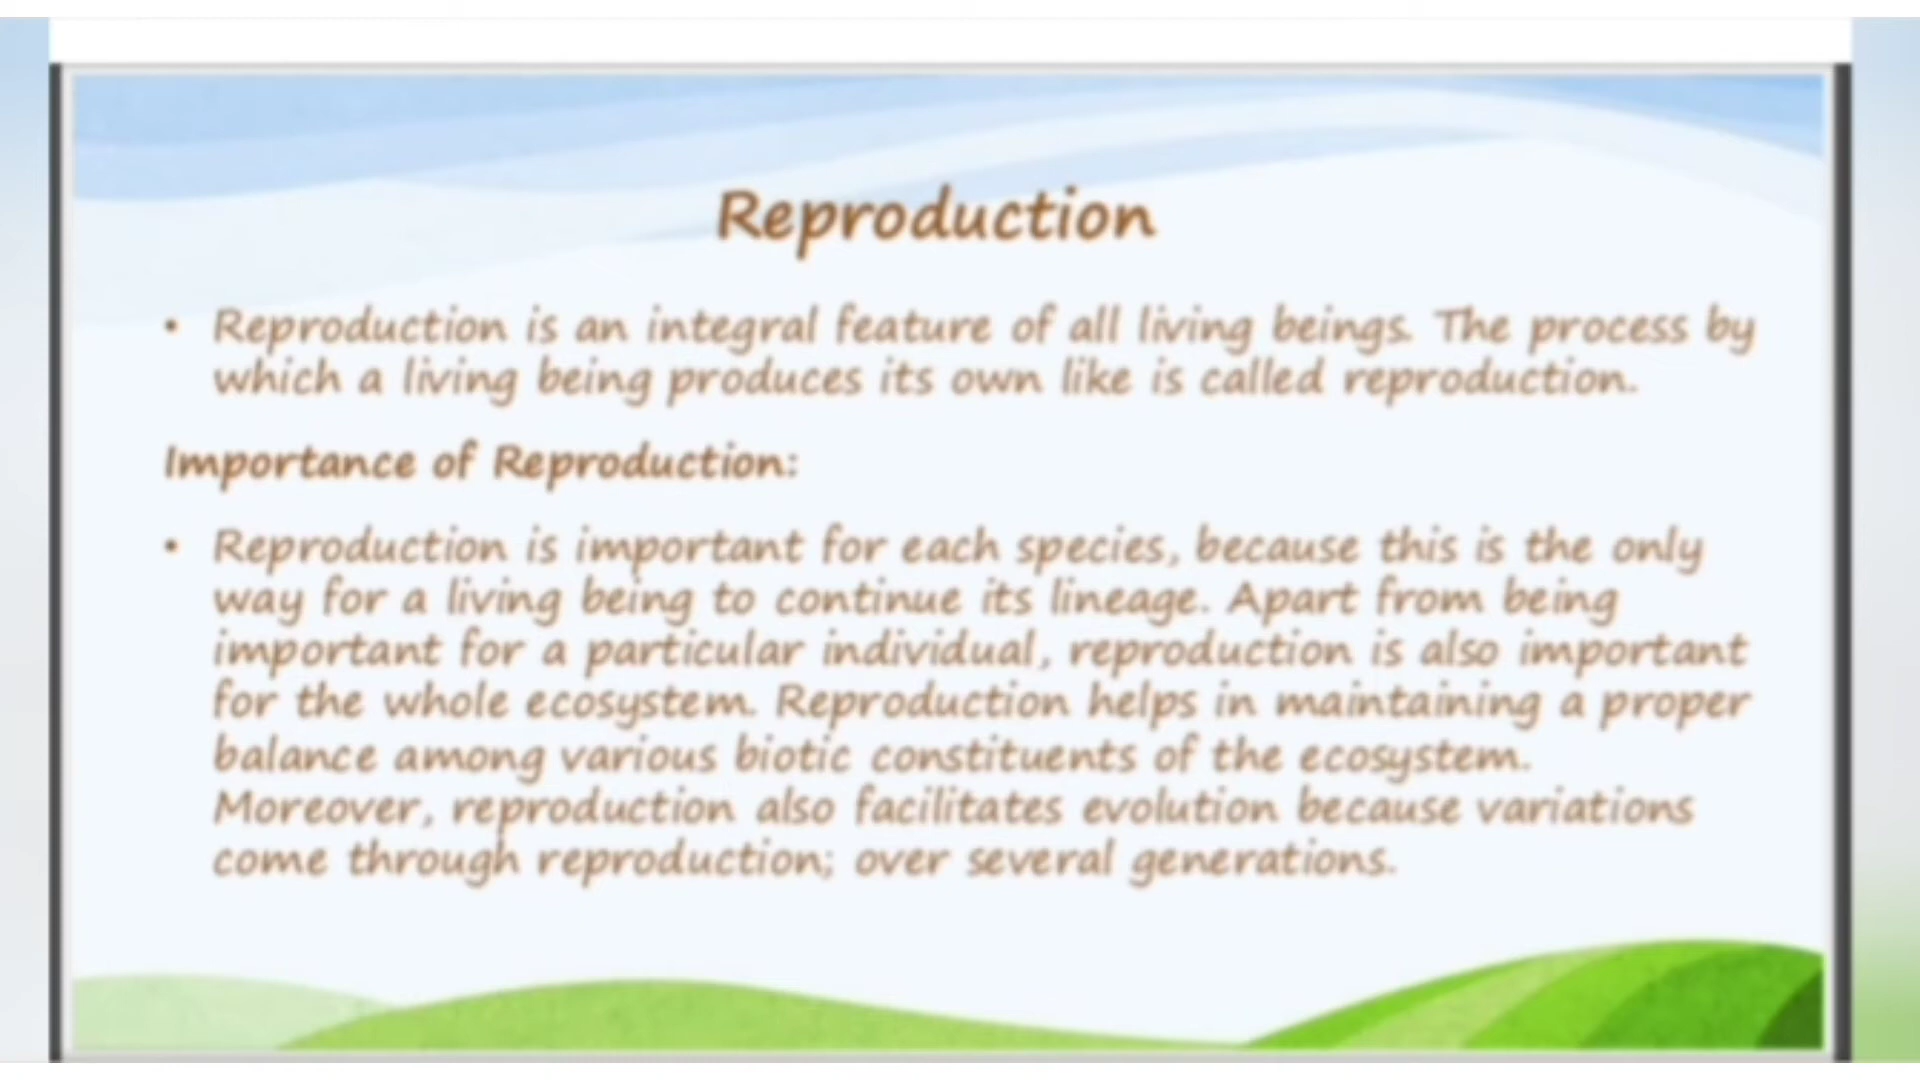 Reproduction
• Reproduction is an integral feature of all living beings. The process by
which a living being produces its own like is called reproduction.
Importance of Reproduction:
• Reproduction is important for each species, because this is the only
way for a living being to continue its lineage. Apart from being
important for a particular individual, reproduction is also important
for the whole ecosystem. Reproduction helps in maintaining a proper
balance among various biotic constituents of the ecosystem.
Moreover, reproduction also facilitates evolution because variations
come through reproduction; over several generations.